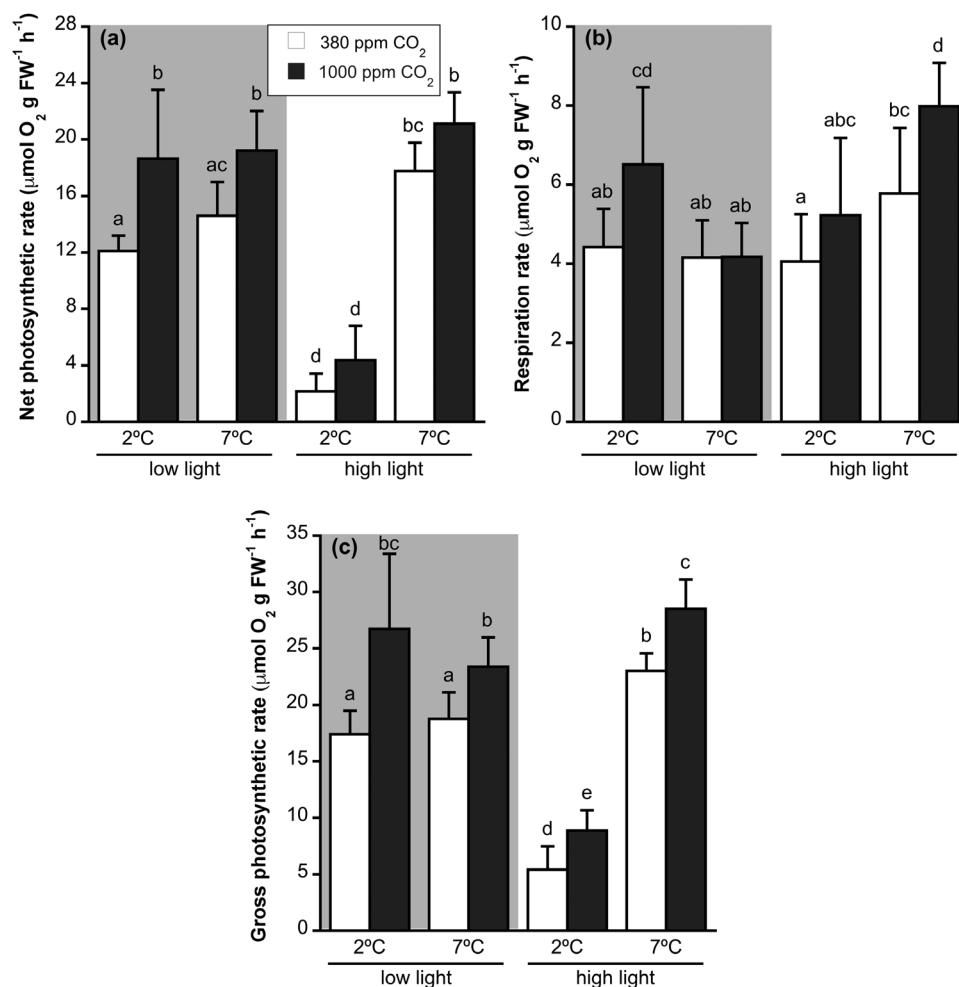 (a)
380 ppm CO₂
1000 ppm CO₂
Net photosynthetic rate (μmol O₂ g FW⁻¹ h⁻¹)
28
24
20
16
12
8
4
0
a b ac b d d bc b
2ºC 7ºC 2ºC 7ºC
low light high light
(b)
Respiration rate (μmol O₂ g FW⁻¹ h⁻¹)
10
8
6
4
2
0
ab cd ab ab a abc bc d
2ºC 7ºC 2ºC 7ºC
low light high light
(c)
Gross photosynthetic rate (μmol O₂ g FW⁻¹ h⁻¹)
35
30
25
20
15
10
5
0
a bc a b d e b c
2ºC 7ºC 2ºC 7ºC
low light high light